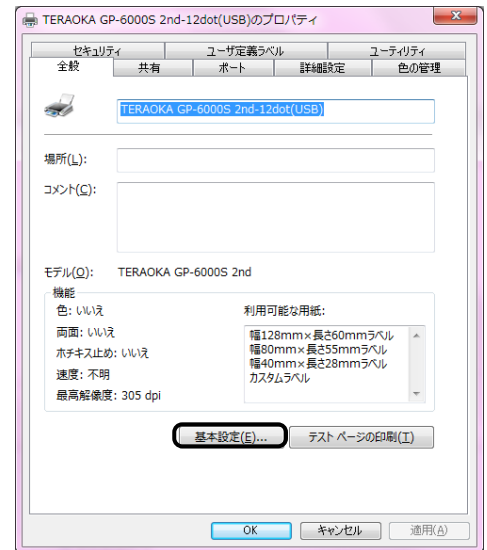 TERAOKA GP-6000S 2nd-12dot(USB)のプロパティ
セキュリティ ユーザ定義ラベル ユーティリティ
全般 共有 ポート 詳細設定 色の管理
TERAOKA GP-6000S 2nd-12dot(USB)
場所(L):
コメント(C):
モデル(O): TERAOKA GP-6000S 2nd
機能
色: いいえ 利用可能な用紙:
両面: いいえ 幅128mm×長さ60mmラベル
幅80mm×長さ55mmラベル
ホチキス止め: いいえ 幅40mm×長さ28mmラベル
速度: 不明 カスタムラベル
最高解像度: 305 dpi
基本設定(E)... テスト ページの印刷(T)
OK キャンセル 適用(A)